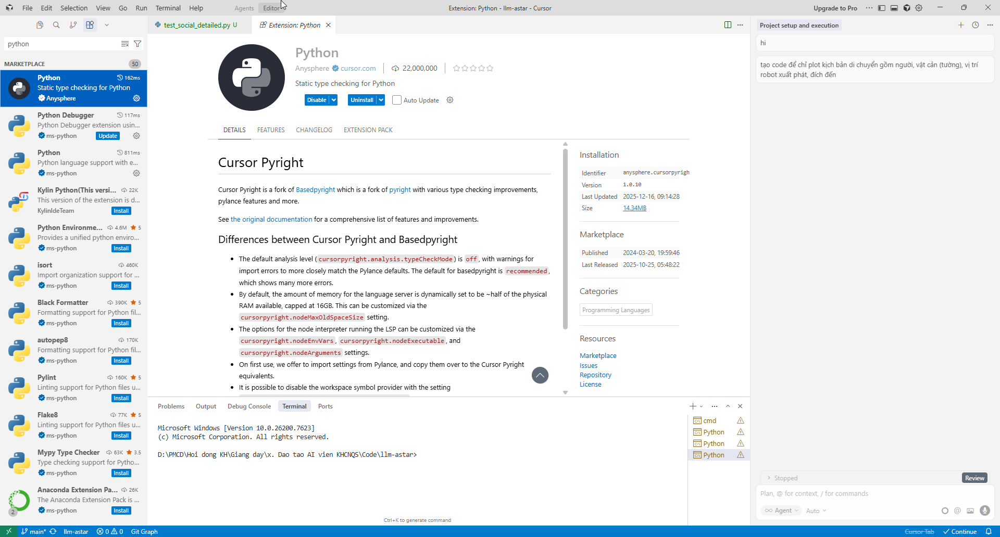 File Edit Selection View Go Run Terminal Help Agents Editor Extension: Python - llm-astar - Cursor Upgrade to Pro
python
MARKETPLACE 50
Python 162ms
Static type checking for Python
Anysphere
Python Debugger 117ms
Python Debugger extension usin...
ms-python Update
Python 811ms
Python language support with e...
ms-python
Kylin Python(This versi... 22K
This version of the extension is d...
KylinIdeTeam Install
Python Environme... 4.6M 5
Provides a unified python enviro...
ms-python Install
isort 460K
Import organization support for ...
ms-python Install
Black Formatter 390K 5
Formatting support for Python fil...
ms-python Install
autopep8 170K
Formatting support for Python fil...
ms-python Install
Pylint 160K 5
Linting support for Python files u...
ms-python Install
Flake8 77K 5
Linting support for Python files u...
ms-python Install
Mypy Type Checker 63K 3.5
Type checking support for Pytho...
ms-python Install
Anaconda Extension Pa... 26K
The Anaconda Extension Pack is ...
2
ms-python Install
test_social_detailed.py U
Extension: Python
Python
Anysphere cursor.com 22,000,000
Static type checking for Python
Disable Uninstall Auto Update
DETAILS FEATURES CHANGELOG EXTENSION PACK
Cursor Pyright
Cursor Pyright is a fork of Basedpyright which is a fork of pyright with various type checking improvements,
pylance features and more.
See the original documentation for a comprehensive list of features and improvements.
Differences between Cursor Pyright and Basedpyright
The default analysis level (cursorpyright.analysis.typeCheckMode) is off, with warnings for
import errors to more closely match the Pylance defaults. The default for basedpyright is recommended,
which shows many more errors.
By default, the amount of memory for the language server is dynamically set to be ~half of the physical
RAM available, capped at 16GB. This can be customized via the
cursorpyright.nodeMaxOldSpaceSize setting.
The options for the node interpreter running the LSP can be customized via the
cursorpyright.nodeEnvVars, cursorpyright.nodeExecutable, and
cursorpyright.nodeArguments settings.
On first use, we offer to import settings from Pylance, and copy them over to the Cursor Pyright
equivalents.
It is possible to disable the workspace symbol provider with the setting
Installation
Identifier anysphere.cursorpyrigh
Version 1.0.10
Last Updated 2025-12-16, 09:14:28
Size 14.34MB
Marketplace
Published 2024-03-20, 19:59:46
Last Released 2025-10-25, 05:48:22
Categories
Programming Languages
Resources
Marketplace
Issues
Repository
License
Problems Output Debug Console Terminal Ports
Microsoft Windows [Version 10.0.26200.7623]
(c) Microsoft Corporation. All rights reserved.
D:\PMCD\Hoi dong KH\Giang day\x. Dao tao AI vien KHCNQS\Code\llm-astar>
Ctrl+K to generate command
cmd
Python
Python
Python
Project setup and execution
hi
tạo code để chỉ plot kịch bản di chuyển gồm người, vật cản (tường), vị trí
robot xuất phát, đích đến
Stopped Review
Plan, @ for context, / for commands
Agent Auto
main* llm-astar 0 0 Git Graph Cursor Tab Continue